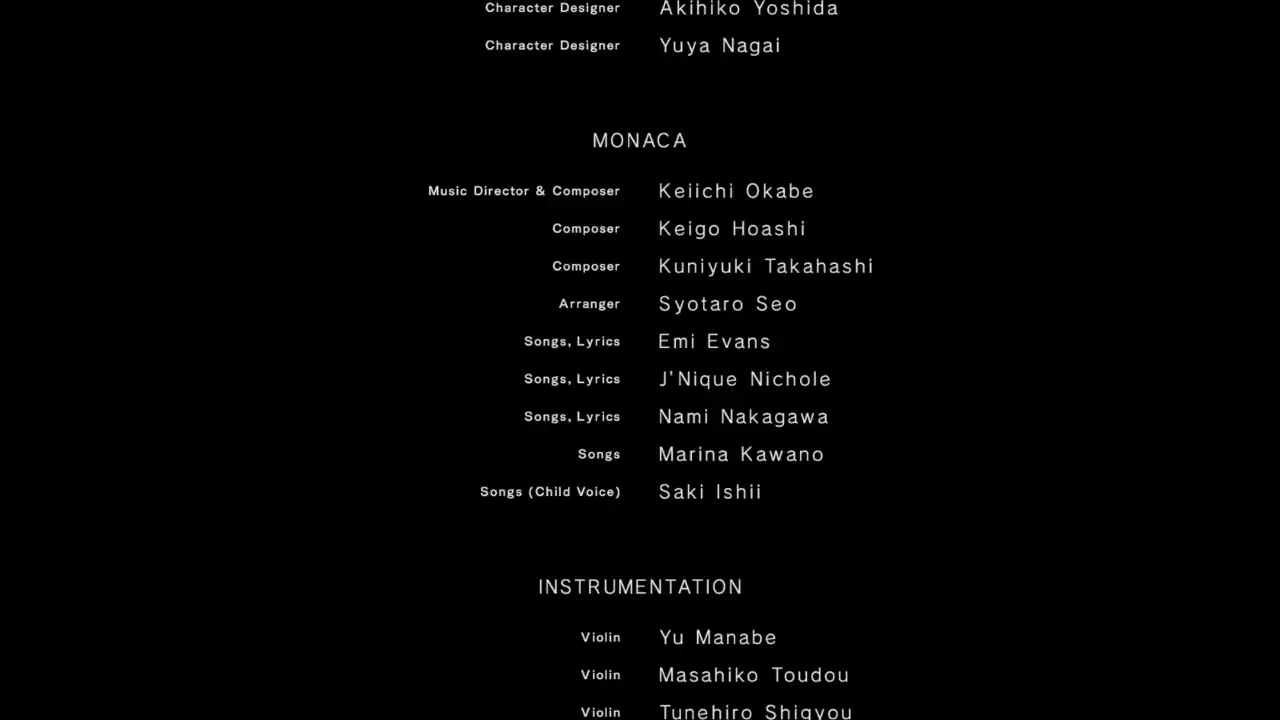 Character Designer Akihiko Yoshida
Character Designer Yuya Nagai
MONACA
Music Director & Composer Keiichi Okabe
Composer Keigo Hoashi
Composer Kuniyuki Takahashi
Arranger Syotaro Seo
Songs, Lyrics Emi Evans
Songs, Lyrics J'Nique Nichole
Songs, Lyrics Nami Nakagawa
Songs Marina Kawano
Songs (Child Voice) Saki Ishii
INSTRUMENTATION
Violin Yu Manabe
Violin Masahiko Toudou
Violin Tunehiro Shigyou